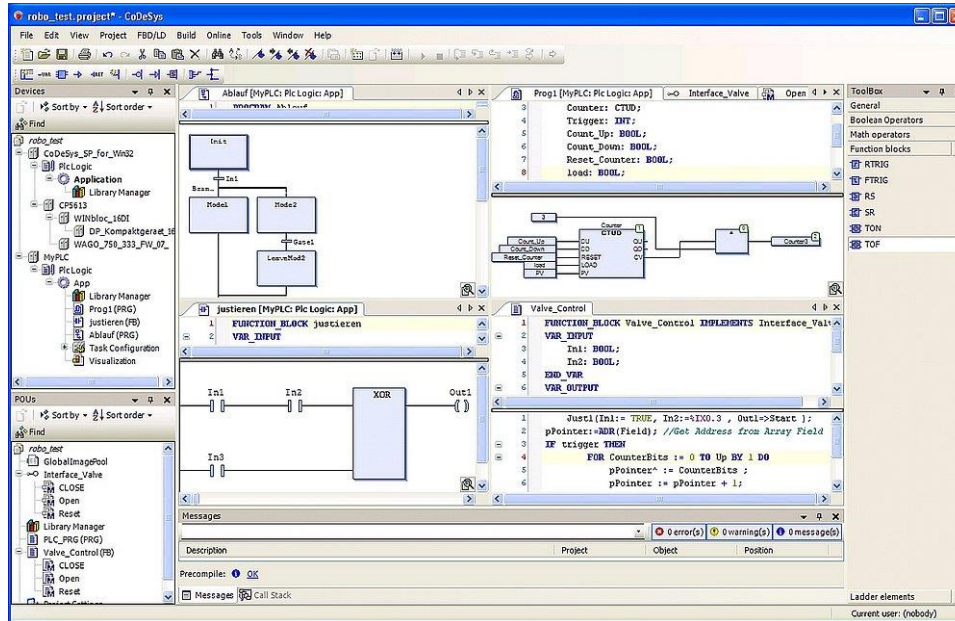 robo_test.project* - CoDeSys
File Edit View Project FBD/LD Build Online Tools Window Help
Devices
Sort by Sort order
Find
robo_test
CoDeSys_SP_for_Win32
PlcLogic
Application
Library Manager
CP5613
WINbloc_16DI
DP_Kompaktgeraet_16
WAGO_750_333_FW_07_
MyPLC
PlcLogic
App
Library Manager
Prog1 (PRG)
justieren (FB)
Ablauf (PRG)
Task Configuration
Visualization
POUs
Sort by Sort order
Find
robo_test
GlobalImagePool
Interface_Valve
CLOSE
Open
Reset
Library Manager
PLC_PRG (PRG)
Valve_Control (FB)
CLOSE
Open
Reset
Project Settings
Ablauf [MyPLC: Plc Logic: App]
1 PROGRAM Ablauf
Init
In1
Bran...
Mode1
Mode2
Gate1
LeaveMod2
Prog1 [MyPLC: Plc Logic: App] Interface_Valve Open
3 Counter: CTUD;
4 Trigger: INT;
5 Count_Up: BOOL;
6 Count_Down: BOOL;
7 Reset_Counter: BOOL;
8 load: BOOL;
3
Counter
CTUD
Count_Up CU QU
Count_Down CD QD
Reset_Counter RESET CV
load LOAD
PV PV
Counter3
justieren [MyPLC: Plc Logic: App]
1 FUNCTION_BLOCK justieren
2 VAR_INPUT
In1 In2 XOR Out1
In3
Valve_Control
1 FUNCTION_BLOCK Valve_Control IMPLEMENTS Interface_Valv
2 VAR_INPUT
3 In1: BOOL;
4 In2: BOOL;
5 END_VAR
6 VAR_OUTPUT
1 Just1(In1:= TRUE, In2:=%IX0.3 , Out1=>Start );
2 pPointer:=ADR(Field); //Get Address from Array Field
3 IF trigger THEN
4 FOR CounterBits := 0 TO Up BY 1 DO
5 pPointer^ := CounterBits ;
6 pPointer := pPointer + 1;
ToolBox
General
Boolean Operators
Math operators
Function blocks
RTRIG
FTRIG
RS
SR
TON
TOF
Ladder elements
Messages
0 error(s) 0 warning(s) 0 message(s)
Description Project Object Position
Precompile: OK
Messages Call Stack
Current user: (nobody)